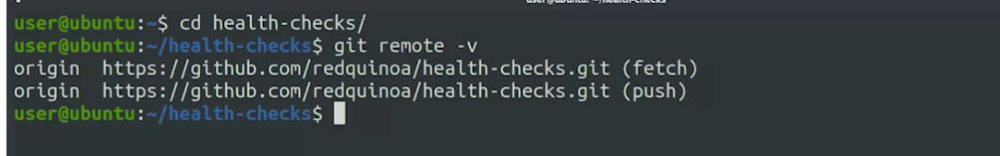 user@ubuntu: ~/health-checks
user@ubuntu:~$ cd health-checks/
user@ubuntu:~/health-checks$ git remote -v
origin  https://github.com/redquinoa/health-checks.git (fetch)
origin  https://github.com/redquinoa/health-checks.git (push)
user@ubuntu:~/health-checks$